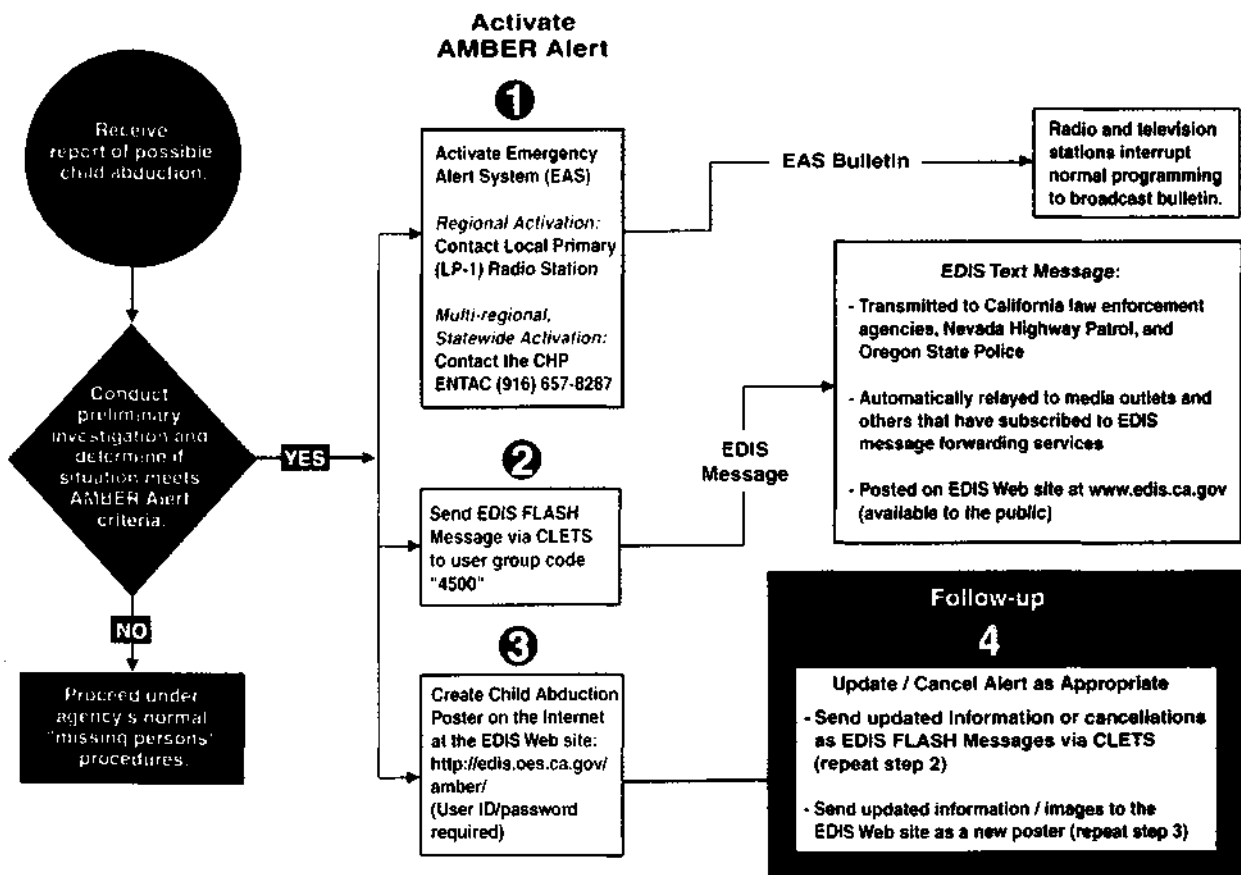 Activate
AMBER Alert
Receive
report of possible
child abduction.
Conduct
preliminary
investigation and
determine if
situation meets
AMBER Alert
criteria.
YES
NO
Proceed under
agency's normal
"missing persons"
procedures.
1
Activate Emergency
Alert System (EAS)
Regional Activation:
Contact Local Primary
(LP-1) Radio Station
Multi-regional,
Statewide Activation:
Contact the CHP
ENTAC (916) 657-8287
EAS Bulletin
Radio and television
stations interrupt
normal programming
to broadcast bulletin.
2
Send EDIS FLASH
Message via CLETS
to user group code
"4500"
EDIS
Message
EDIS Text Message:
- Transmitted to California law enforcement
agencies, Nevada Highway Patrol, and
Oregon State Police
- Automatically relayed to media outlets and
others that have subscribed to EDIS
message forwarding services
- Posted on EDIS Web site at www.edis.ca.gov
(available to the public)
3
Create Child Abduction
Poster on the Internet
at the EDIS Web site:
http://edis.oes.ca.gov/
amber/
(User ID/password
required)
Follow-up
4
Update / Cancel Alert as Appropriate
- Send updated Information or cancellations
as EDIS FLASH Messages via CLETS
(repeat step 2)
- Send updated information / images to the
EDIS Web site as a new poster (repeat step 3)